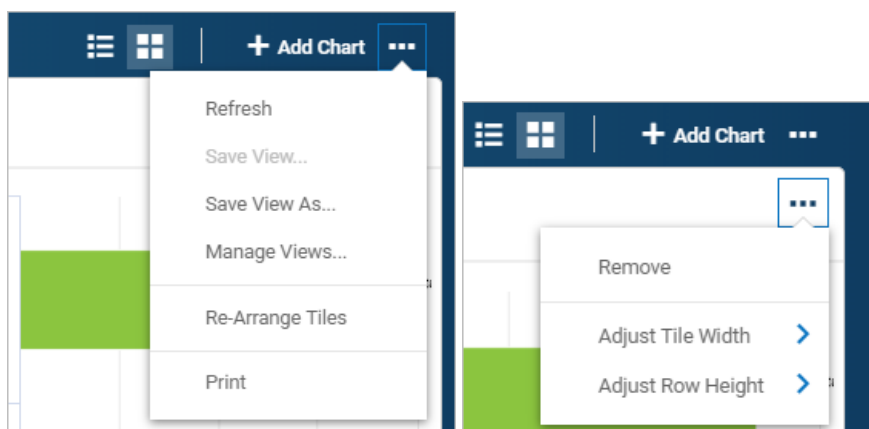 + Add Chart ...
Refresh
Save View...
Save View As...
Manage Views...
Re-Arrange Tiles
Print
+ Add Chart ...
...
Remove
Adjust Tile Width >
Adjust Row Height >